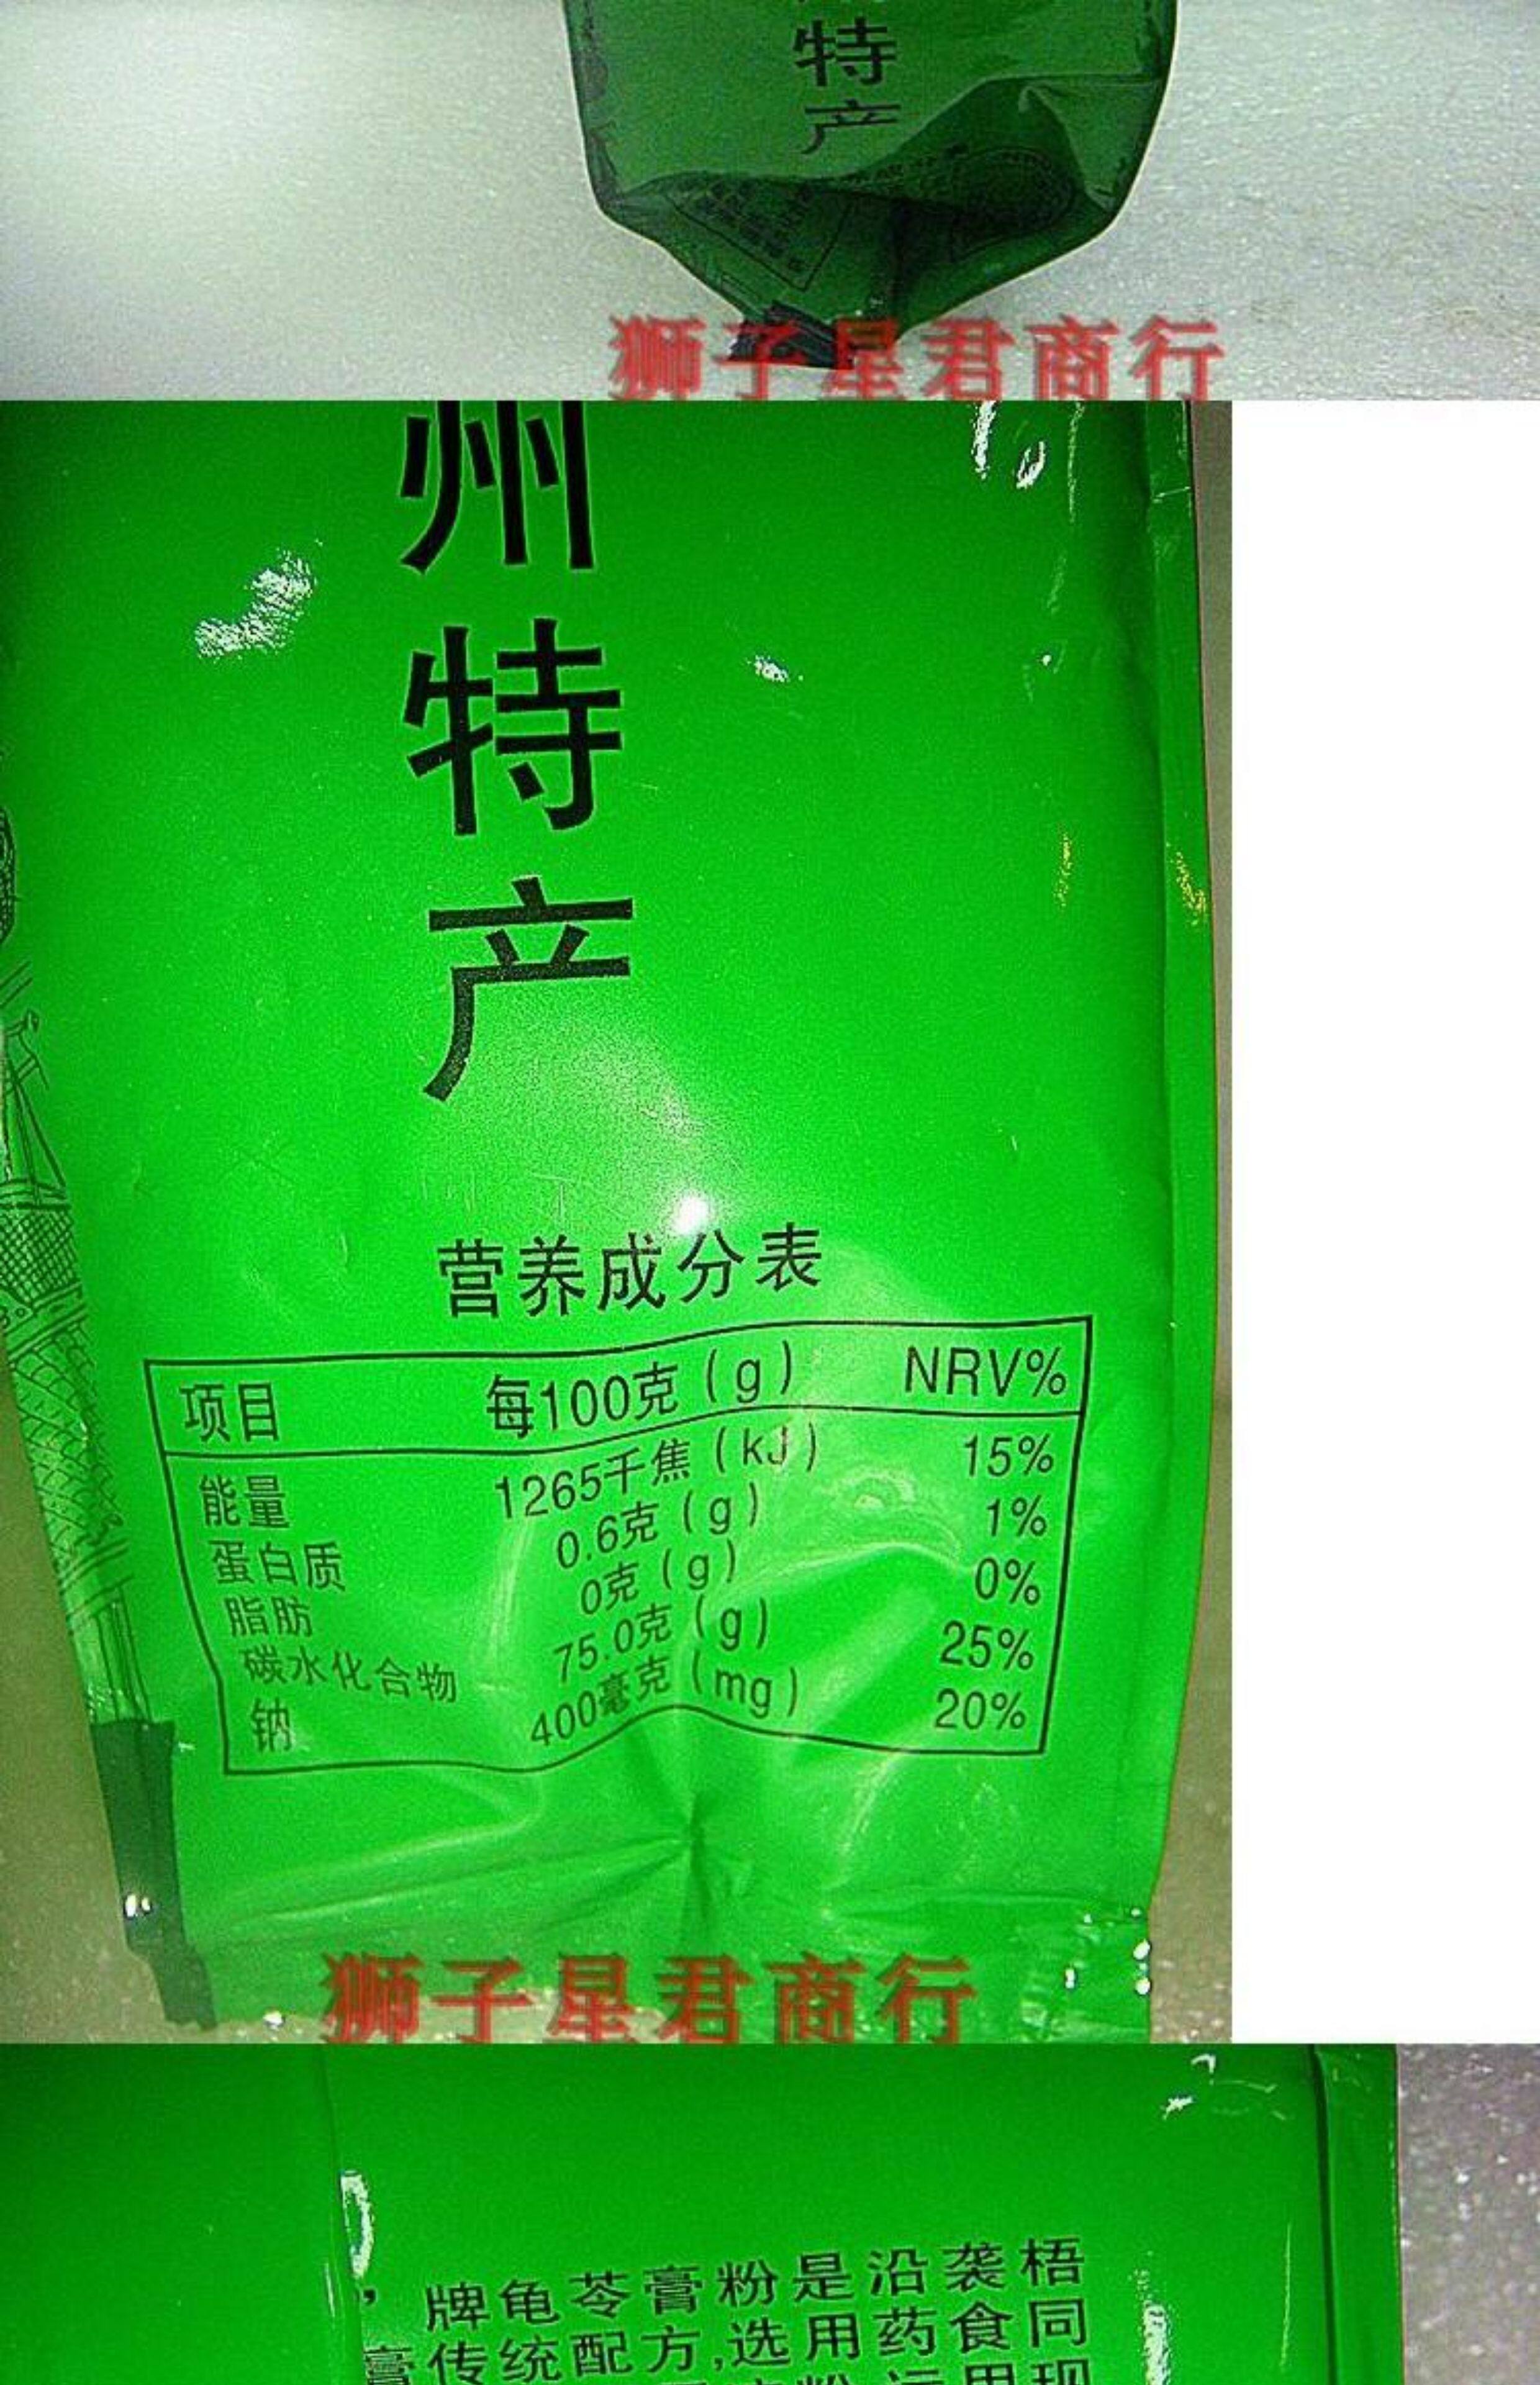 特
产
狮子星君商行
州
特
产
营养成分表
项目 每100克(g) NRV%
能量 1265千焦(kJ) 15%
蛋白质 0.6克(g) 1%
脂肪 0克(g) 0%
碳水化合物 75.0克(g) 25%
钠 400毫克(mg) 20%
狮子星君商行
牌龟苓膏粉是沿袭梧
膏传统配方,选用药食同